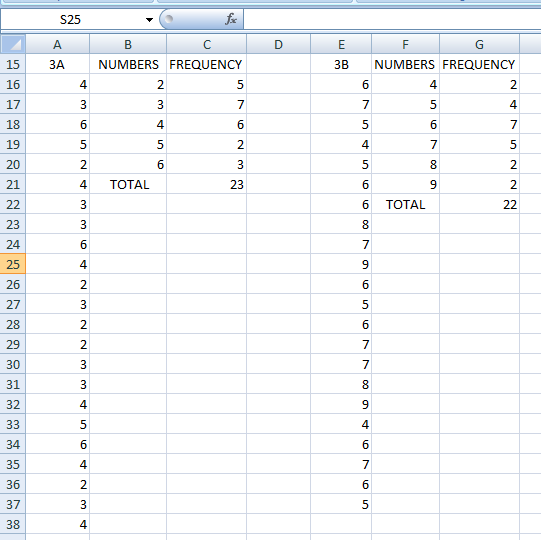 S25 fx
A B C D E F G
15 3A NUMBERS FREQUENCY 3B NUMBERS FREQUENCY
16 4 2 5 6 4 2
17 3 3 7 7 5 4
18 6 4 6 5 6 7
19 5 5 2 4 7 5
20 2 6 3 5 8 2
21 4 TOTAL 23 6 9 2
22 3 6 TOTAL 22
23 3 8
24 6 7
25 4 9
26 2 6
27 3 5
28 2 6
29 2 7
30 3 7
31 3 8
32 4 9
33 5 4
34 6 6
35 4 7
36 2 6
37 3 5
38 4